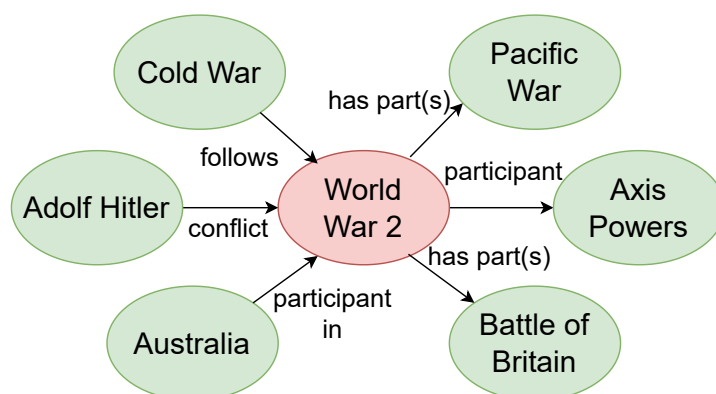 Cold War
Pacific
War
has part(s)
follows
Adolf Hitler
conflict
World
War 2
participant
Axis
Powers
has part(s)
participant
in
Australia
Battle of
Britain